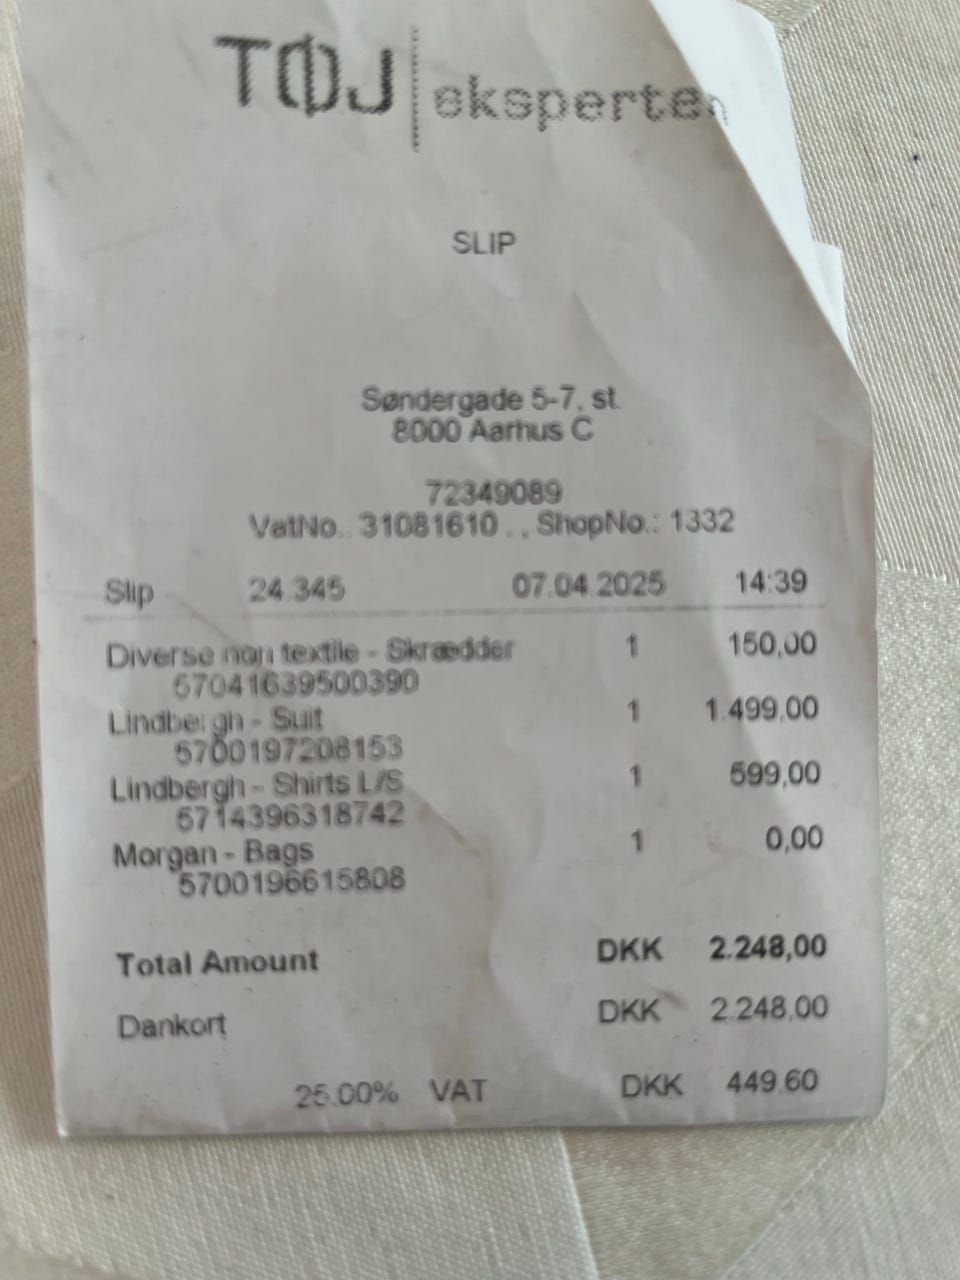 TØJ eksperten
SLIP
Søndergade 5-7, st.
8000 Aarhus C
72349089
VatNo.. 31081610 . , ShopNo.: 1332
Slip 24.345 07.04.2025 14:39
Diverse non textile - Skrædder 1 150,00
57041639500390
Lindbergh - Suit 1 1.499,00
5700197208153
Lindbergh - Shirts L/S 1 599,00
5714396318742
Morgan - Bags 1 0,00
5700196615808
Total Amount DKK 2.248,00
Dankort DKK 2.248,00
25.00% VAT DKK 449.60